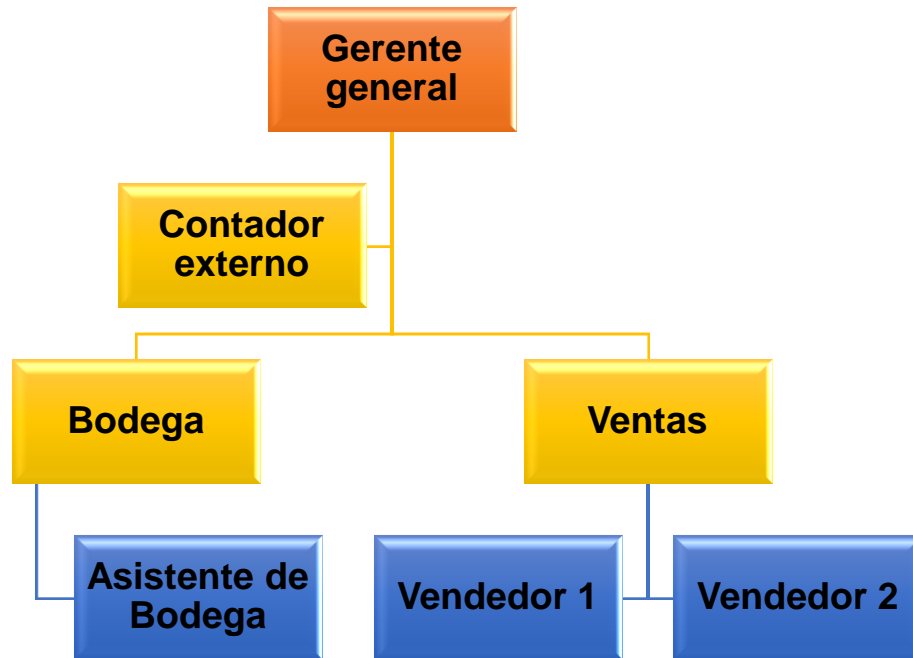 Gerente
general
Contador
externo
Bodega
Ventas
Asistente de
Bodega
Vendedor 1
Vendedor 2